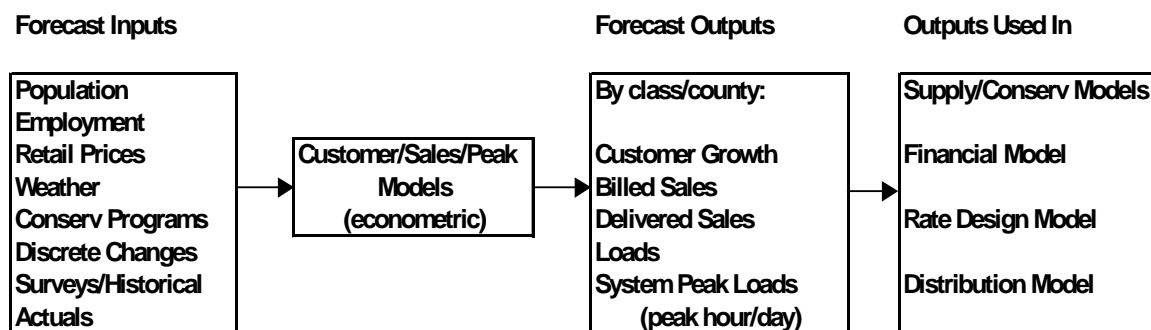 Forecast Inputs
Population
Employment
Retail Prices
Weather
Conserv Programs
Discrete Changes
Surveys/Historical
Actuals
Customer/Sales/Peak
Models
(econometric)
Forecast Outputs
By class/county:
Customer Growth
Billed Sales
Delivered Sales
Loads
System Peak Loads
(peak hour/day)
Outputs Used In
Supply/Conserv Models
Financial Model
Rate Design Model
Distribution Model